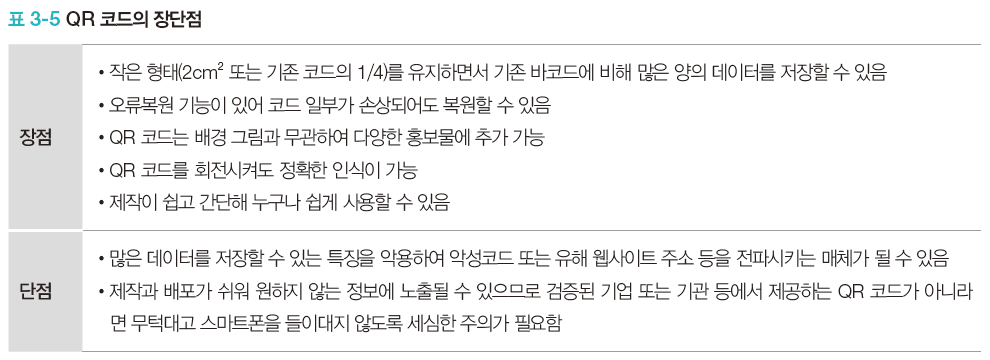 표 3-5 QR 코드의 장단점
장점
• 작은 형태(2cm² 또는 기존 코드의 1/4)를 유지하면서 기존 바코드에 비해 많은 양의 데이터를 저장할 수 있음
• 오류복원 기능이 있어 코드 일부가 손상되어도 복원할 수 있음
• QR 코드는 배경 그림과 무관하여 다양한 홍보물에 추가 가능
• QR 코드를 회전시켜도 정확한 인식이 가능
• 제작이 쉽고 간단해 누구나 쉽게 사용할 수 있음
단점
• 많은 데이터를 저장할 수 있는 특징을 악용하여 악성코드 또는 유해 웹사이트 주소 등을 전파시키는 매체가 될 수 있음
• 제작과 배포가 쉬워 원하지 않는 정보에 노출될 수 있으므로 검증된 기업 또는 기관 등에서 제공하는 QR 코드가 아니라
면 무턱대고 스마트폰을 들이대지 않도록 세심한 주의가 필요함